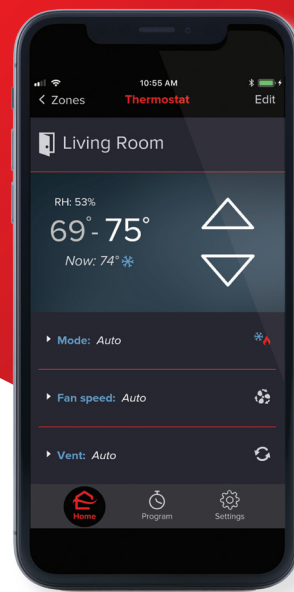 10:55 AM
Zones Thermostat Edit
Living Room
RH: 53%
69°- 75°
Now: 74°
Mode: Auto
Fan speed: Auto
Vent: Auto
Home Program Settings